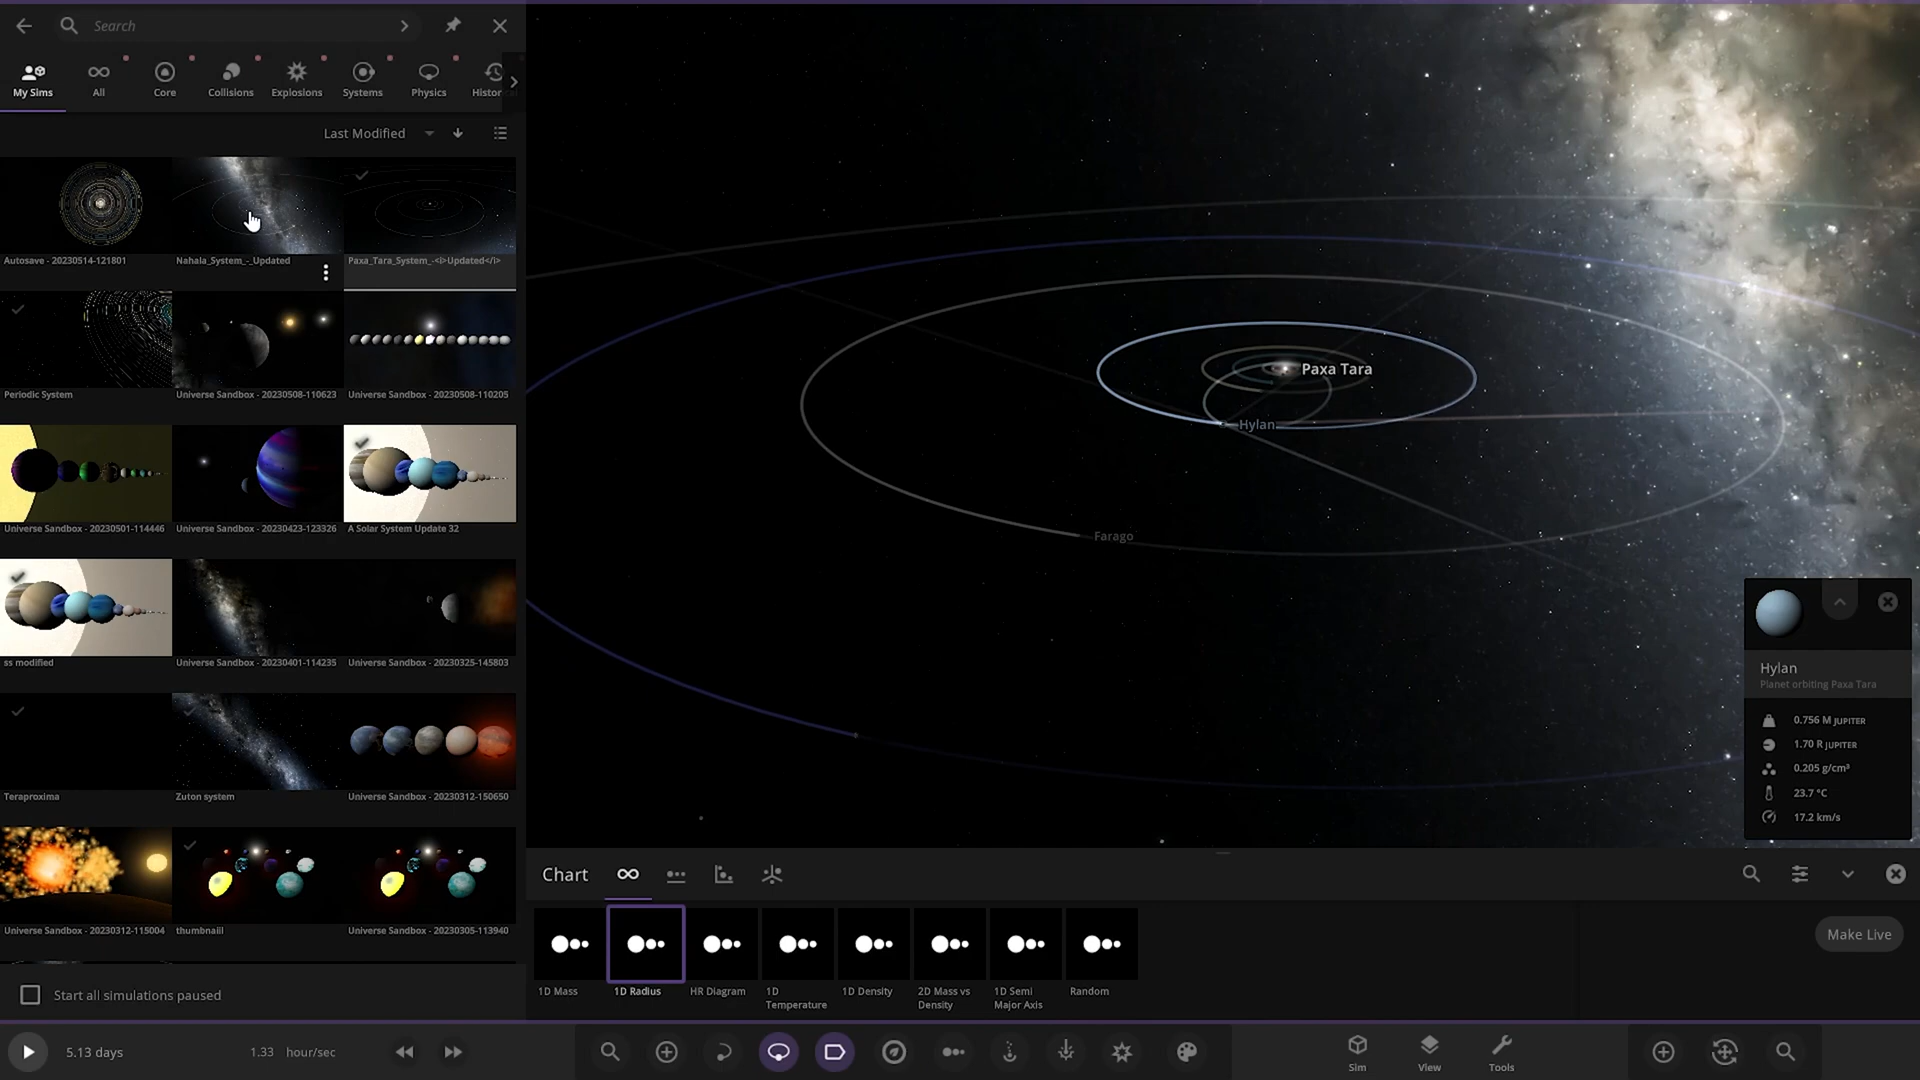 Search
My Sims
All
Core
Collisions
Explosions
Systems
Physics
Last Modified
Autosave - 20230514-121801
Nahala_System_-_Updated
Paxa_Tara_System_-<i>Updated</i>
Periodic System
Universe Sandbox - 20230508-110623
Universe Sandbox - 20230508-110205
Universe Sandbox - 20230501-114446
Universe Sandbox - 20230423-123326
A Solar System Update 32
ss modified
Universe Sandbox - 20230401-114235
Universe Sandbox - 20230325-145803
Teraproxima
Zuton system
Universe Sandbox - 20230312-150650
Universe Sandbox - 20230312-115004
thumbnaiil
Universe Sandbox - 20230305-113940
Start all simulations paused
Paxa Tara
Hylan
Farago
Hylan
Planet orbiting Paxa Tara
0.756 M JUPITER
1.70 R JUPITER
0.205 g/cm³
23.7 °C
17.2 km/s
Chart
1D Mass
1D Radius
HR Diagram
1D
Temperature
1D Density
2D Mass vs
Density
1D Semi
Major Axis
Random
Make Live
5.13 days
1.33 hour/sec
Sim
View
Tools